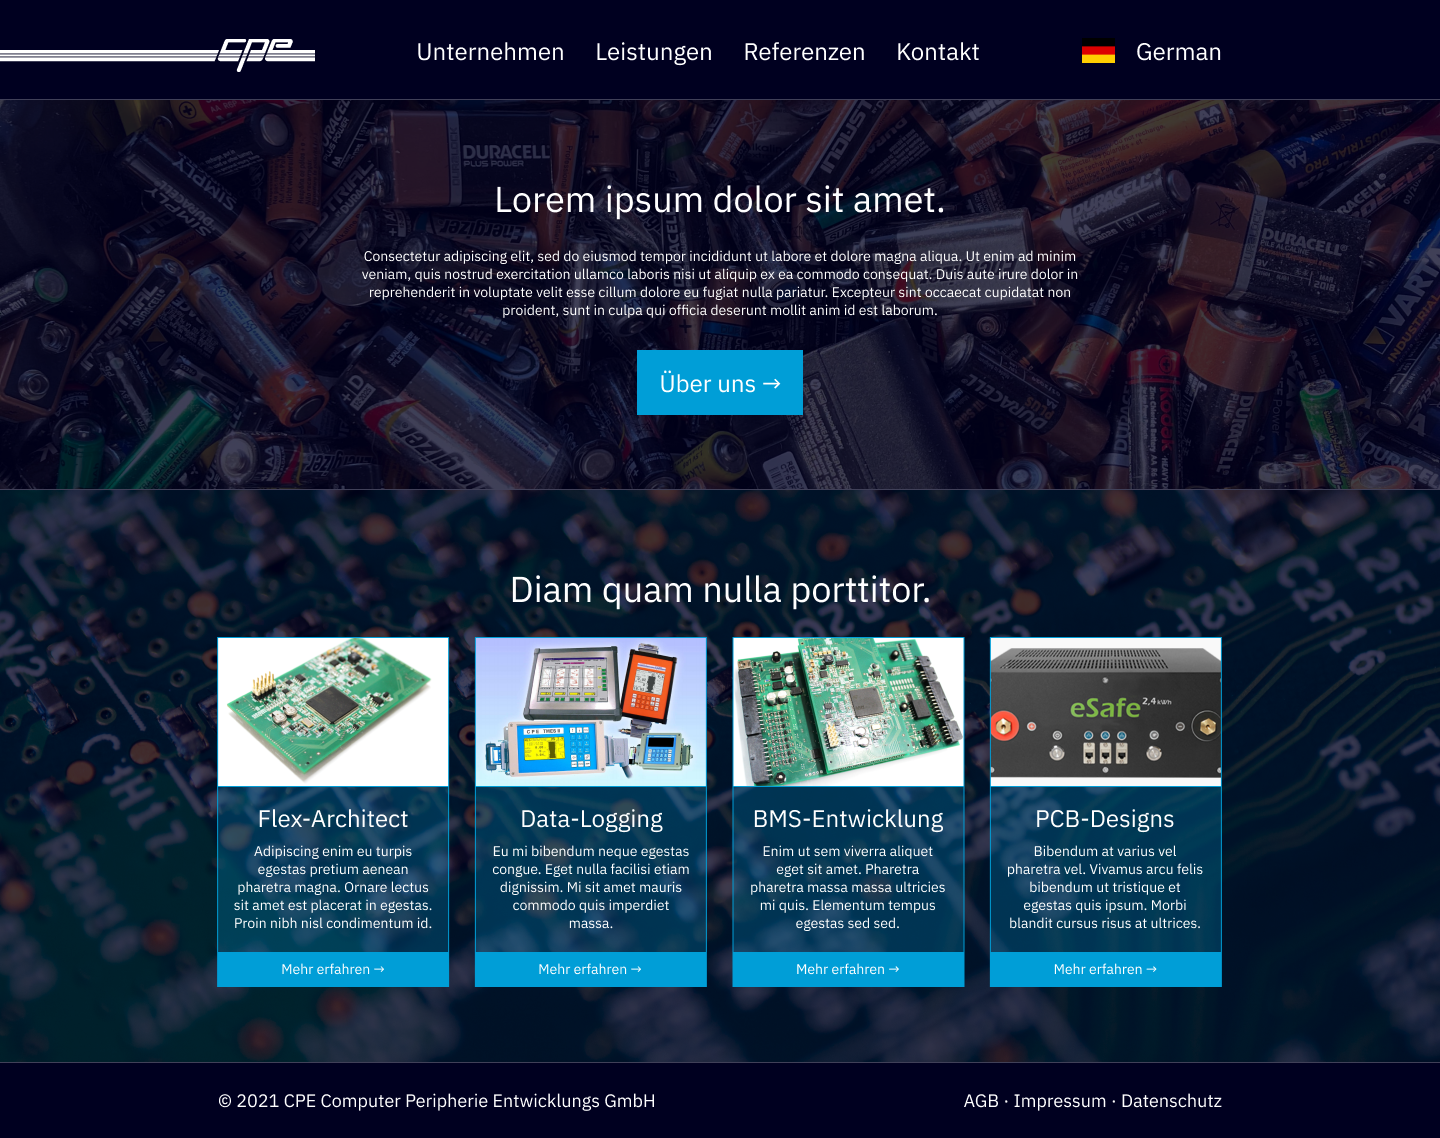 cpe
Unternehmen Leistungen Referenzen Kontakt
German
DURACELL
PLUS POWER
Lorem ipsum dolor sit amet.
Consectetur adipiscing elit, sed do eiusmod tempor incididunt ut labore et dolore magna aliqua. Ut enim ad minim
veniam, quis nostrud exercitation ullamco laboris nisi ut aliquip ex ea commodo consequat. Duis aute irure dolor in
reprehenderit in voluptate velit esse cillum dolore eu fugiat nulla pariatur. Excepteur sint occaecat cupidatat non
proident, sunt in culpa qui officia deserunt mollit anim id est laborum.
Über uns →
Diam quam nulla porttitor.
eSafe 2,4 kWh
Flex-Architect
Adipiscing enim eu turpis
egestas pretium aenean
pharetra magna. Ornare lectus
sit amet est placerat in egestas.
Proin nibh nisl condimentum id.
Mehr erfahren →
Data-Logging
Eu mi bibendum neque egestas
congue. Eget nulla facilisi etiam
dignissim. Mi sit amet mauris
commodo quis imperdiet
massa.
Mehr erfahren →
BMS-Entwicklung
Enim ut sem viverra aliquet
eget sit amet. Pharetra
pharetra massa massa ultricies
mi quis. Elementum tempus
egestas sed sed.
Mehr erfahren →
PCB-Designs
Bibendum at varius vel
pharetra vel. Vivamus arcu felis
bibendum ut tristique et
egestas quis ipsum. Morbi
blandit cursus risus at ultrices.
Mehr erfahren →
© 2021 CPE Computer Peripherie Entwicklungs GmbH
AGB · Impressum · Datenschutz